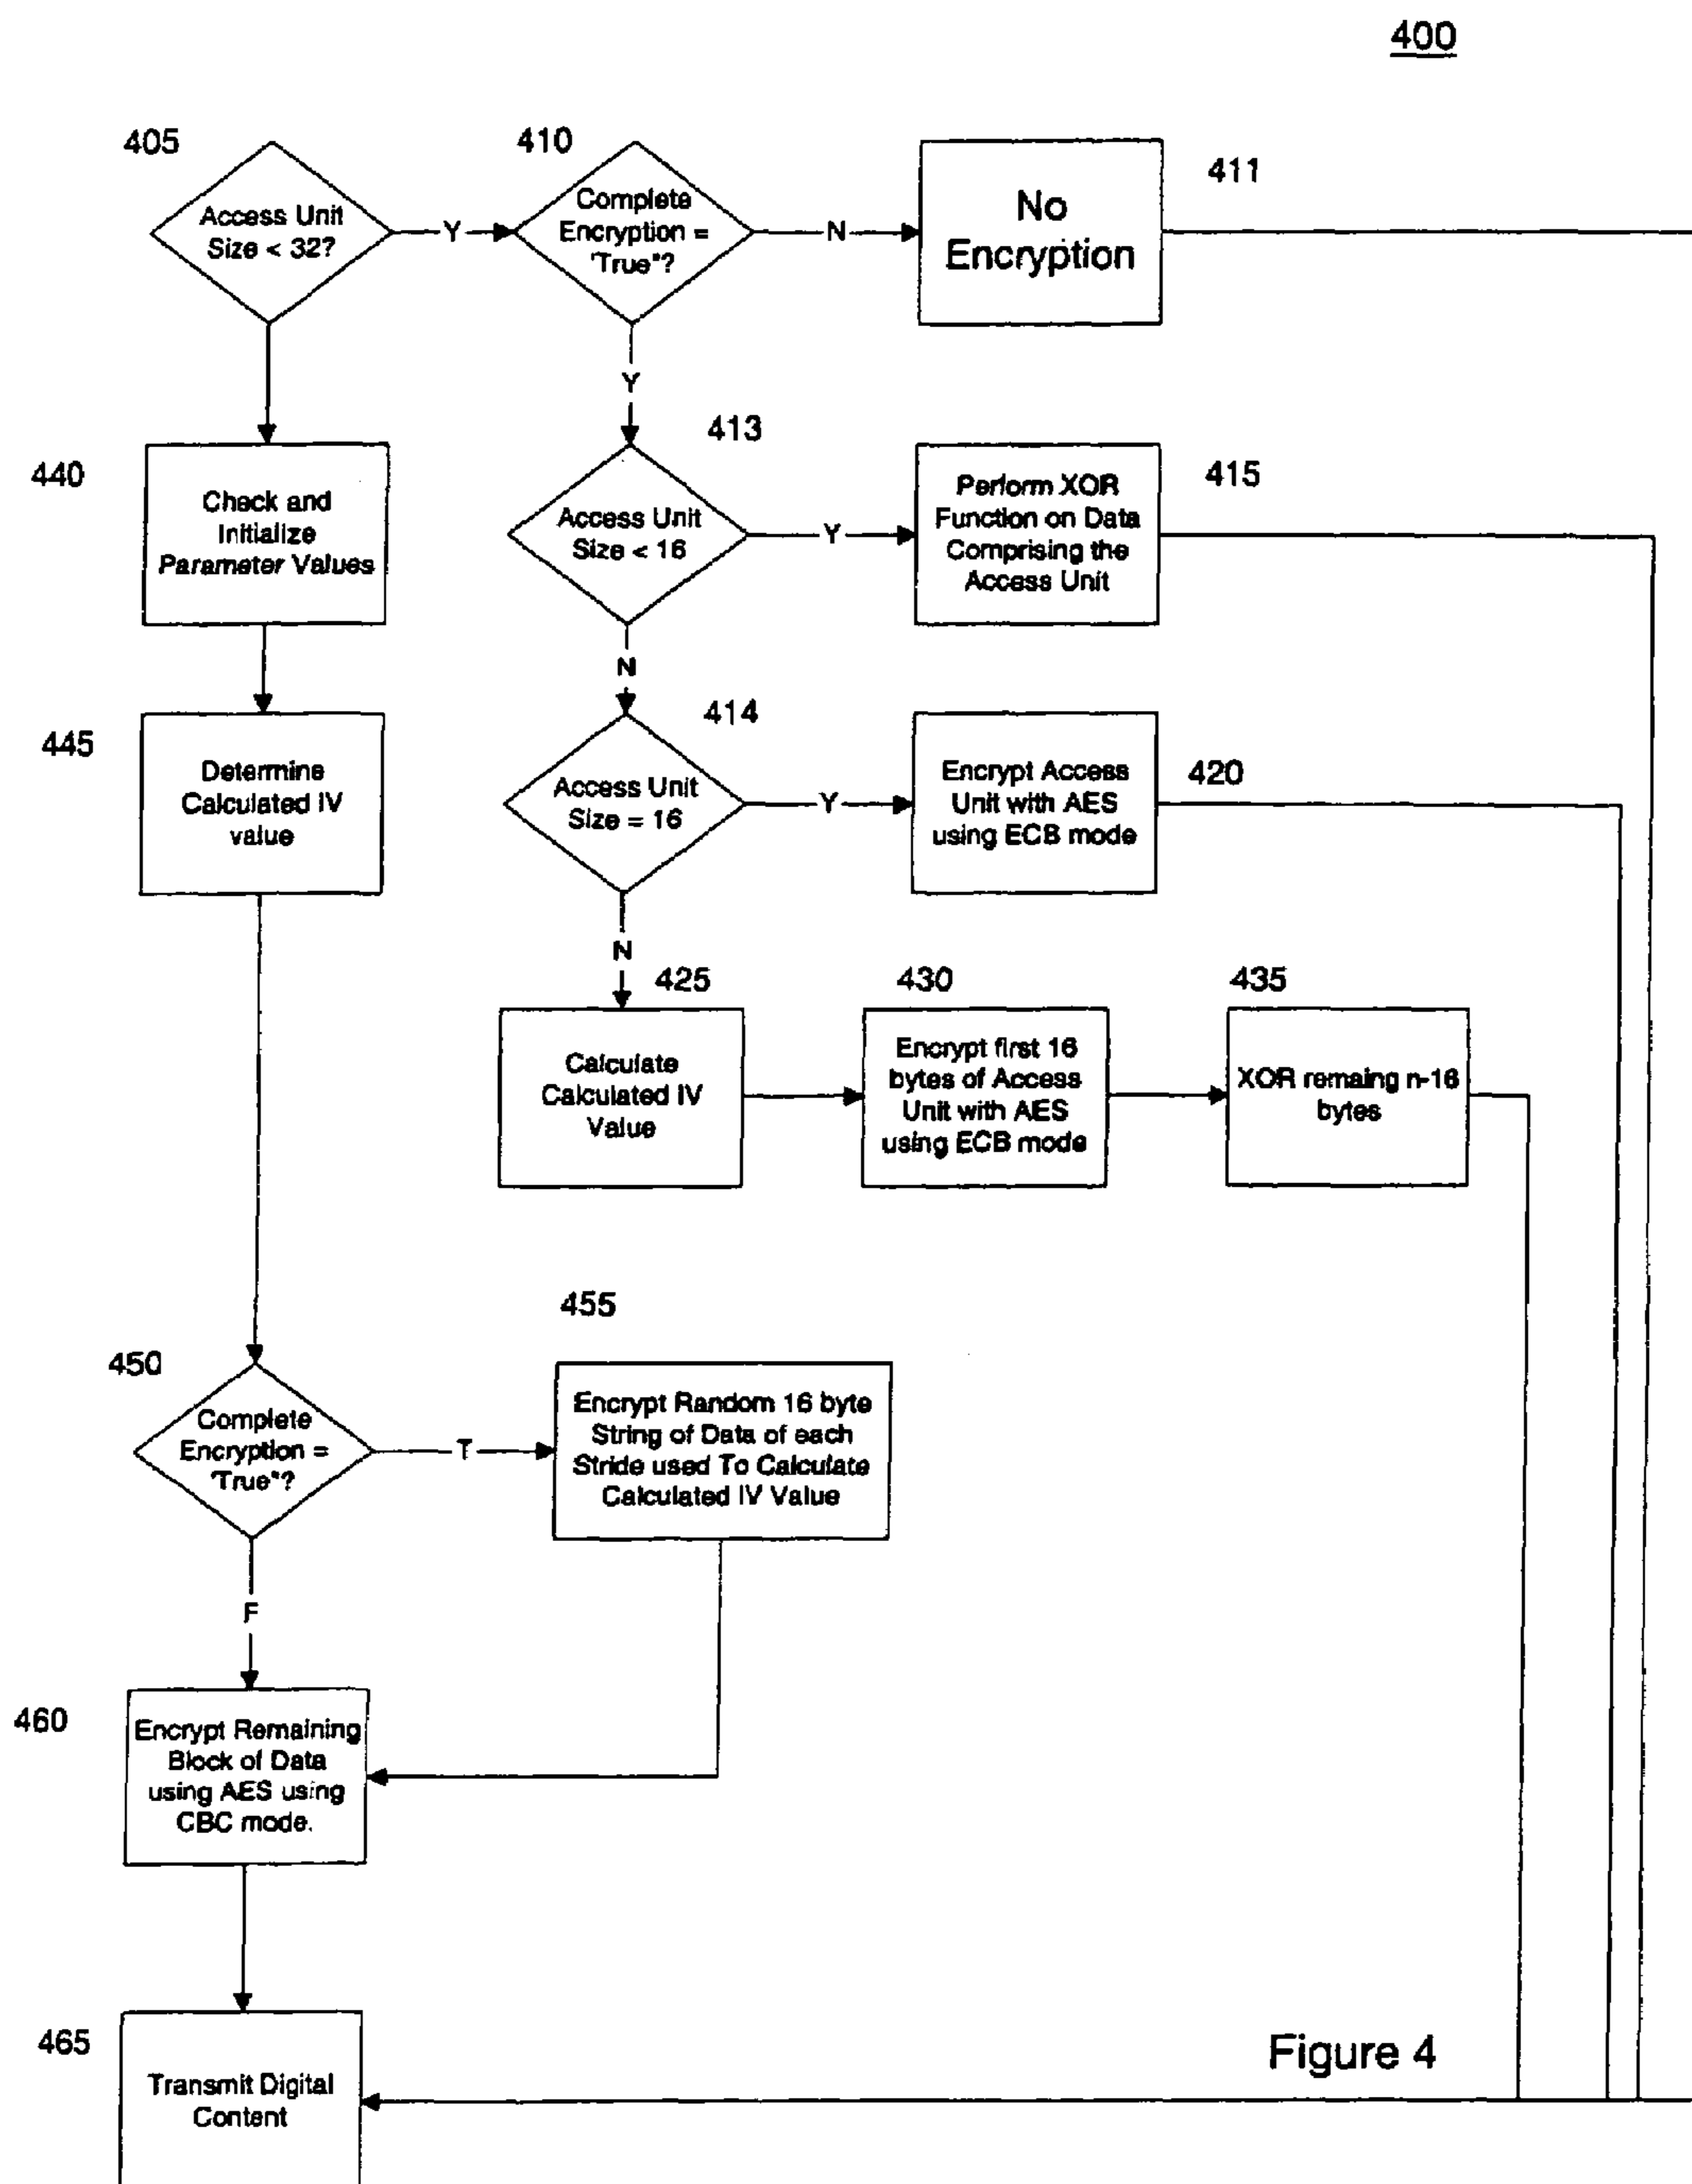 400
405
Access Unit
Size < 32?
Y
410
Complete
Encryption =
'True"?
N
No
Encryption
411
Y
440
Check and
Initialize
Parameter Values
413
Access Unit
Size < 16
Y
Perform XOR
Function on Data
Comprising the
Access Unit
415
N
445
Determine
Calculated IV
value
414
Access Unit
Size = 16
Y
Encrypt Access
Unit with AES
using ECB mode
420
N
425
Calculate
Calculated IV
Value
430
Encrypt first 16
bytes of Access
Unit with AES
using ECB mode
435
XOR remaing n-16
bytes
450
Complete
Encryption =
'True"?
T
455
Encrypt Random 16 byte
String of Data of each
Stride used To Calculate
Calculated IV Value
F
460
Encrypt Remaining
Block of Data
using AES using
CBC mode.
465
Transmit Digital
Content
Figure 4